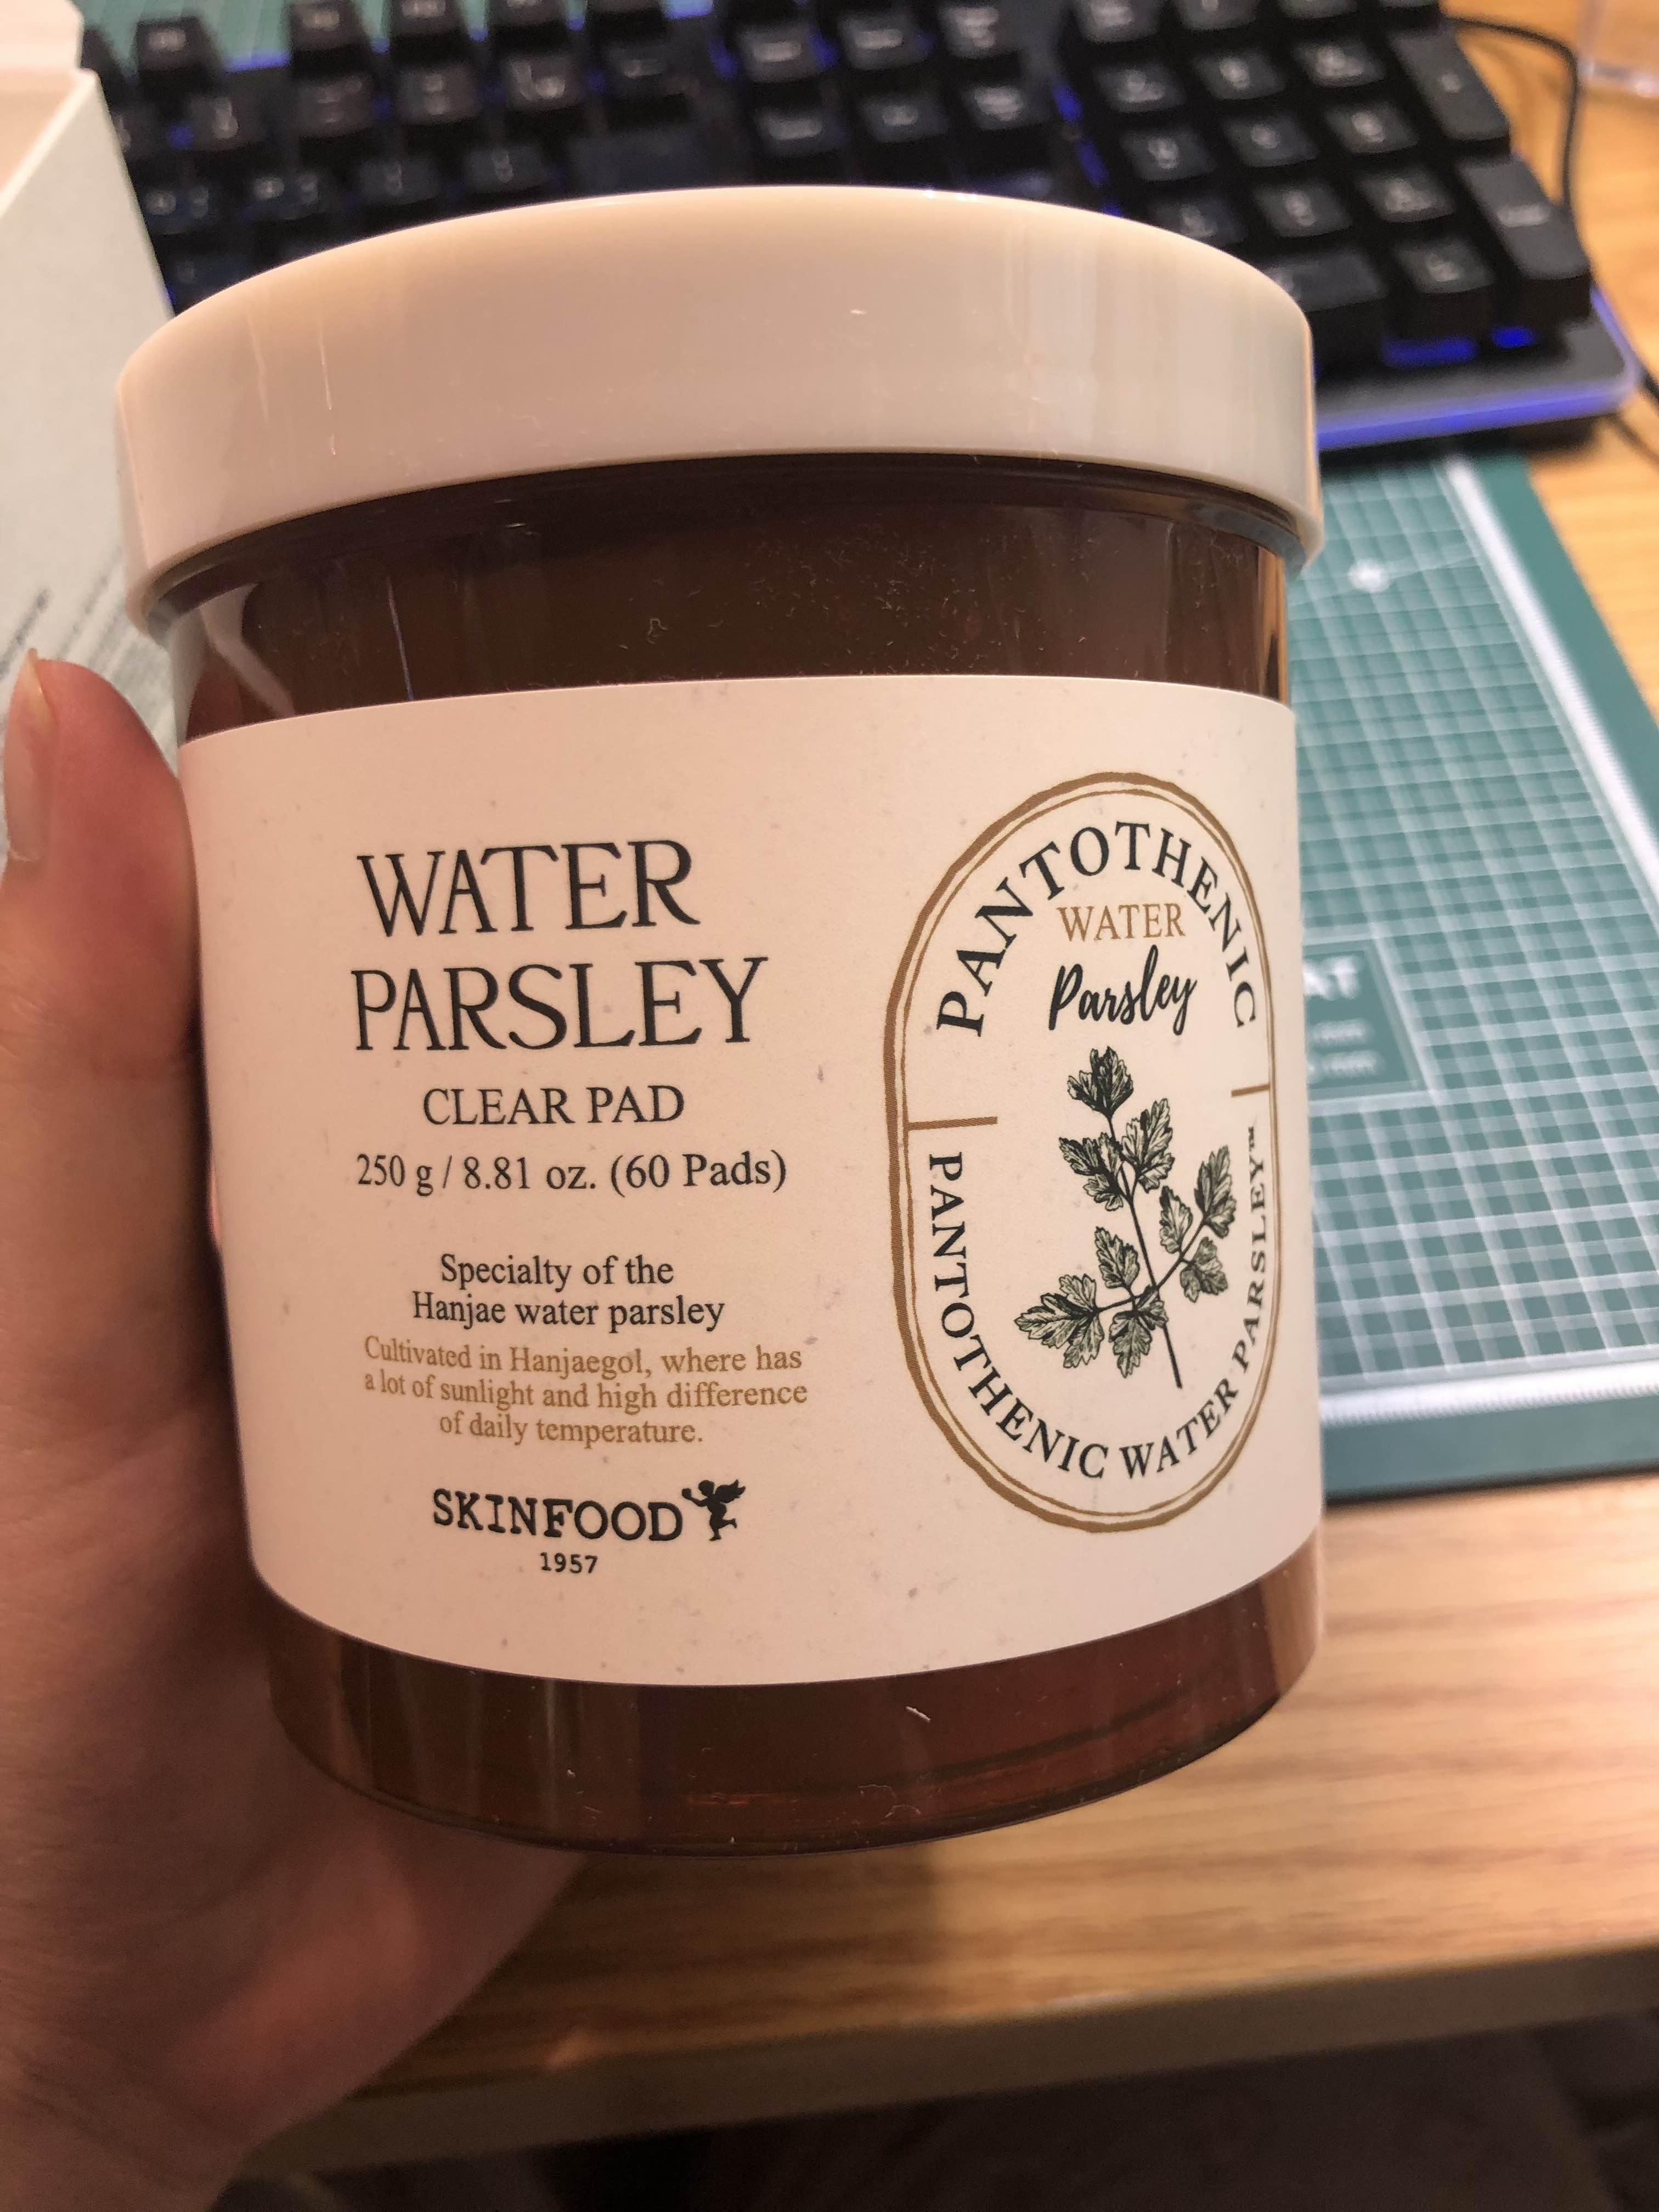 WATER
PARSLEY
CLEAR PAD
250 g / 8.81 oz. (60 Pads)
Specialty of the
Hanjae water parsley
Cultivated in Hanjaegol, where has
a lot of sunlight and high difference
of daily temperature.
SKINFOOD
1957
PANTOTHENIC
WATER
Parsley
PANTOTHENIC WATER PARSLEY™